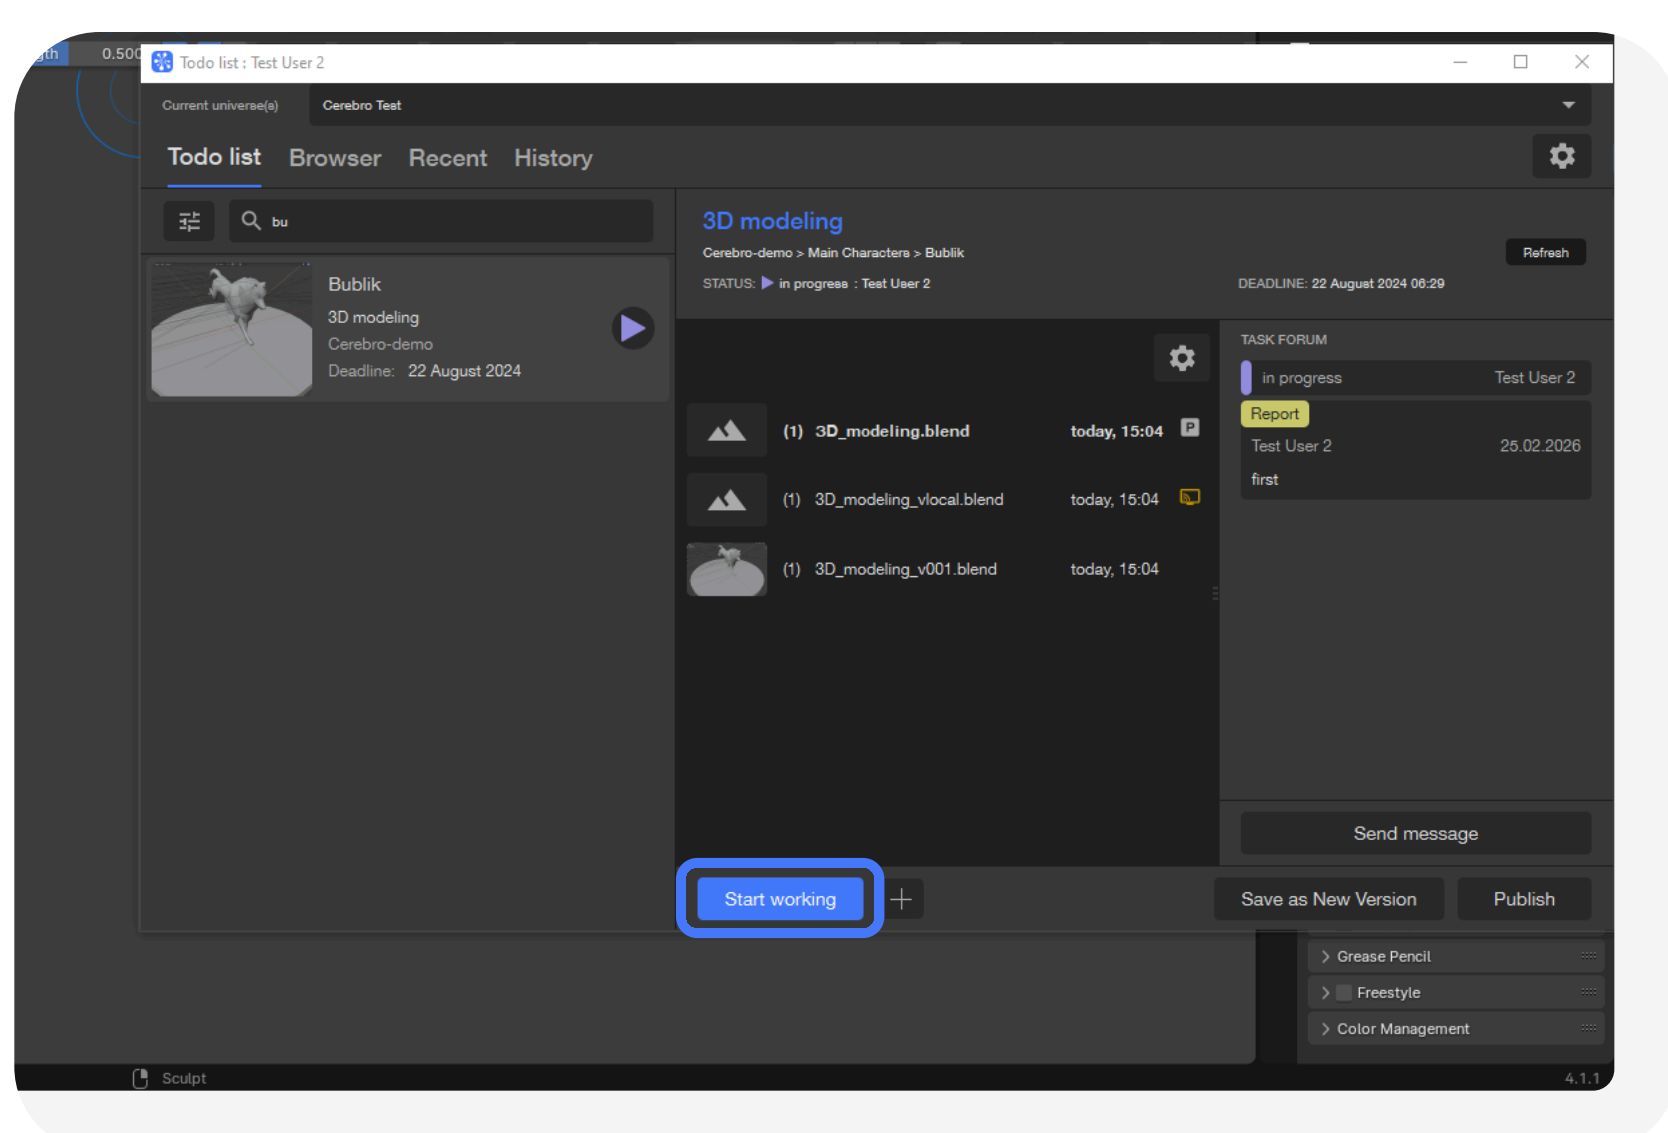 gth 0.500
Todo list : Test User 2
Current universe(s) Cerebro Test
Todo list Browser Recent History
bu
Bublik
3D modeling
Cerebro-demo
Deadline: 22 August 2024
3D modeling
Cerebro-demo > Main Characters > Bublik
Refresh
STATUS: in progress : Test User 2
DEADLINE: 22 August 2024 06:29
(1) 3D_modeling.blend today, 15:04 P
(1) 3D_modeling_vlocal.blend today, 15:04
(1) 3D_modeling_v001.blend today, 15:04
TASK FORUM
in progress Test User 2
Report
Test User 2 25.02.2026
first
Send message
Start working
Save as New Version Publish
Grease Pencil
Freestyle
Color Management
Sculpt 4.1.1